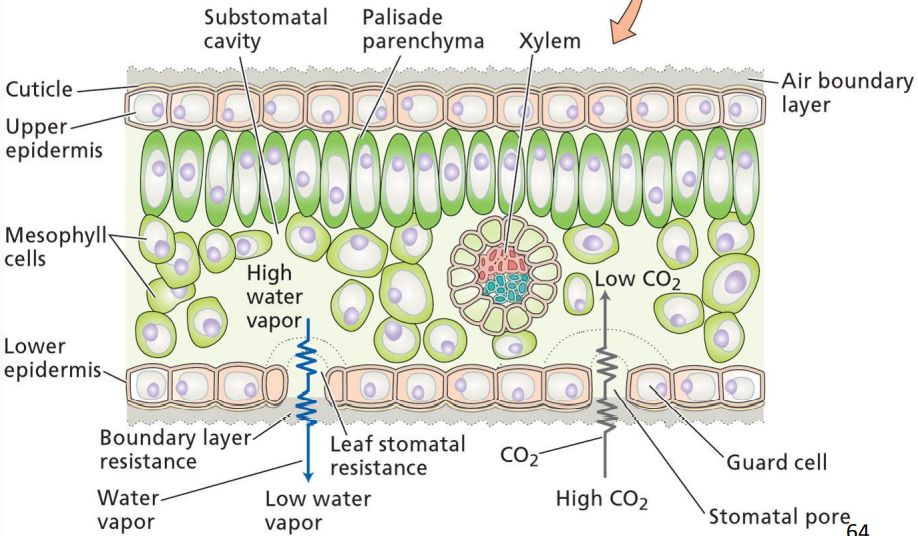 Substomatal
cavity
Palisade
parenchyma
Xylem
Cuticle
Air boundary
layer
Upper
epidermis
Mesophyll
cells
High
water
vapor
Low CO₂
Lower
epidermis
Boundary layer
resistance
Leaf stomatal
resistance
CO₂
Guard cell
Water
vapor
Low water
vapor
High CO₂
Stomatal pore
64